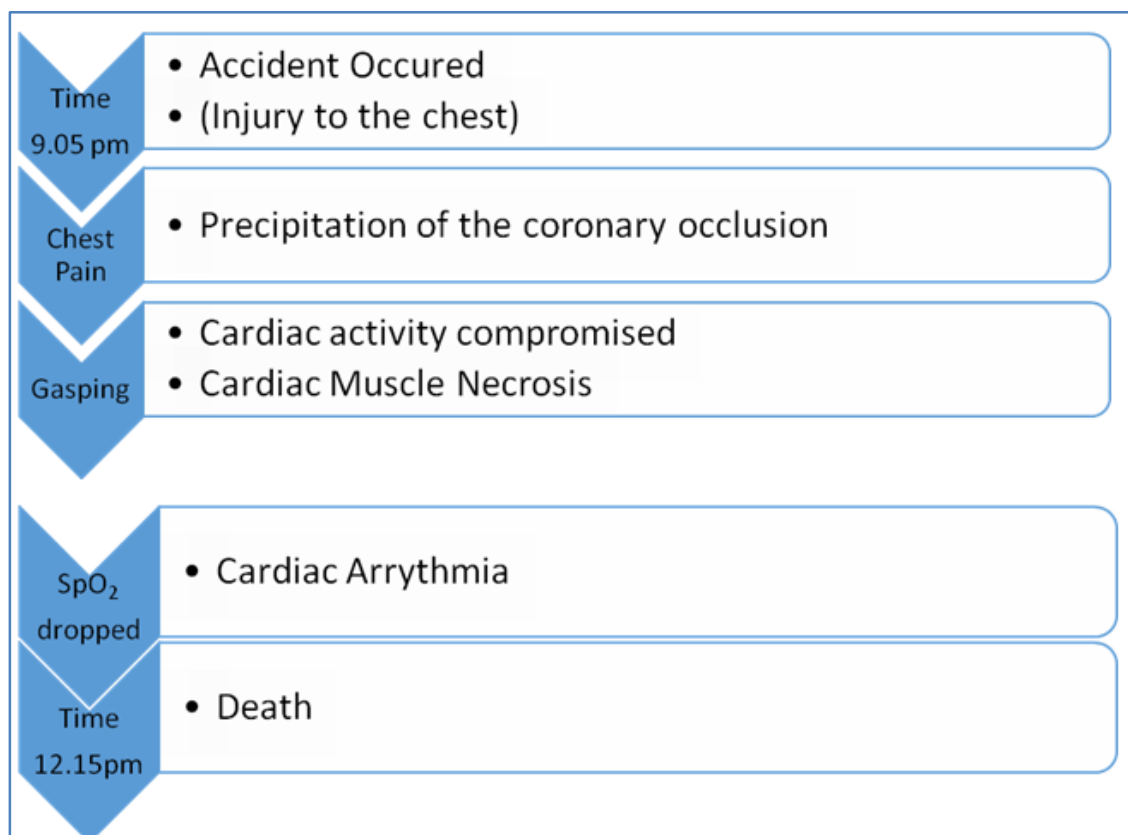 Time
9.05 pm
• Accident Occured
• (Injury to the chest)
Chest
Pain
• Precipitation of the coronary occlusion
Gasping
• Cardiac activity compromised
• Cardiac Muscle Necrosis
SpO₂
dropped
• Cardiac Arrythmia
Time
12.15pm
• Death